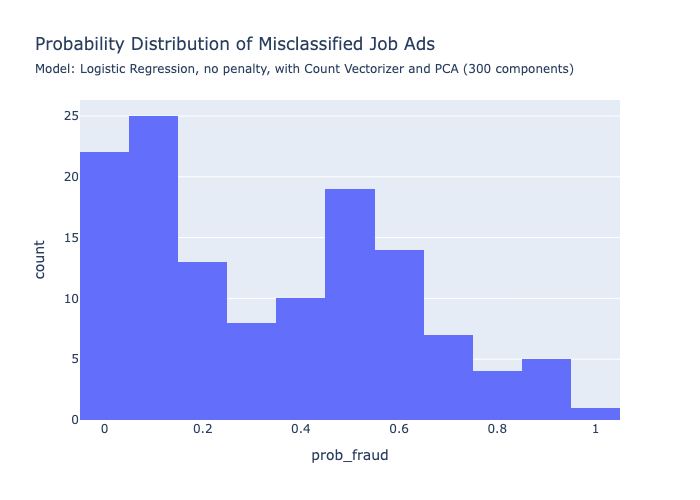 Probability Distribution of Misclassified Job Ads
Model: Logistic Regression, no penalty, with Count Vectorizer and PCA (300 components)
25
20
15
10
5
0
count
0 0.2 0.4 0.6 0.8 1
prob_fraud